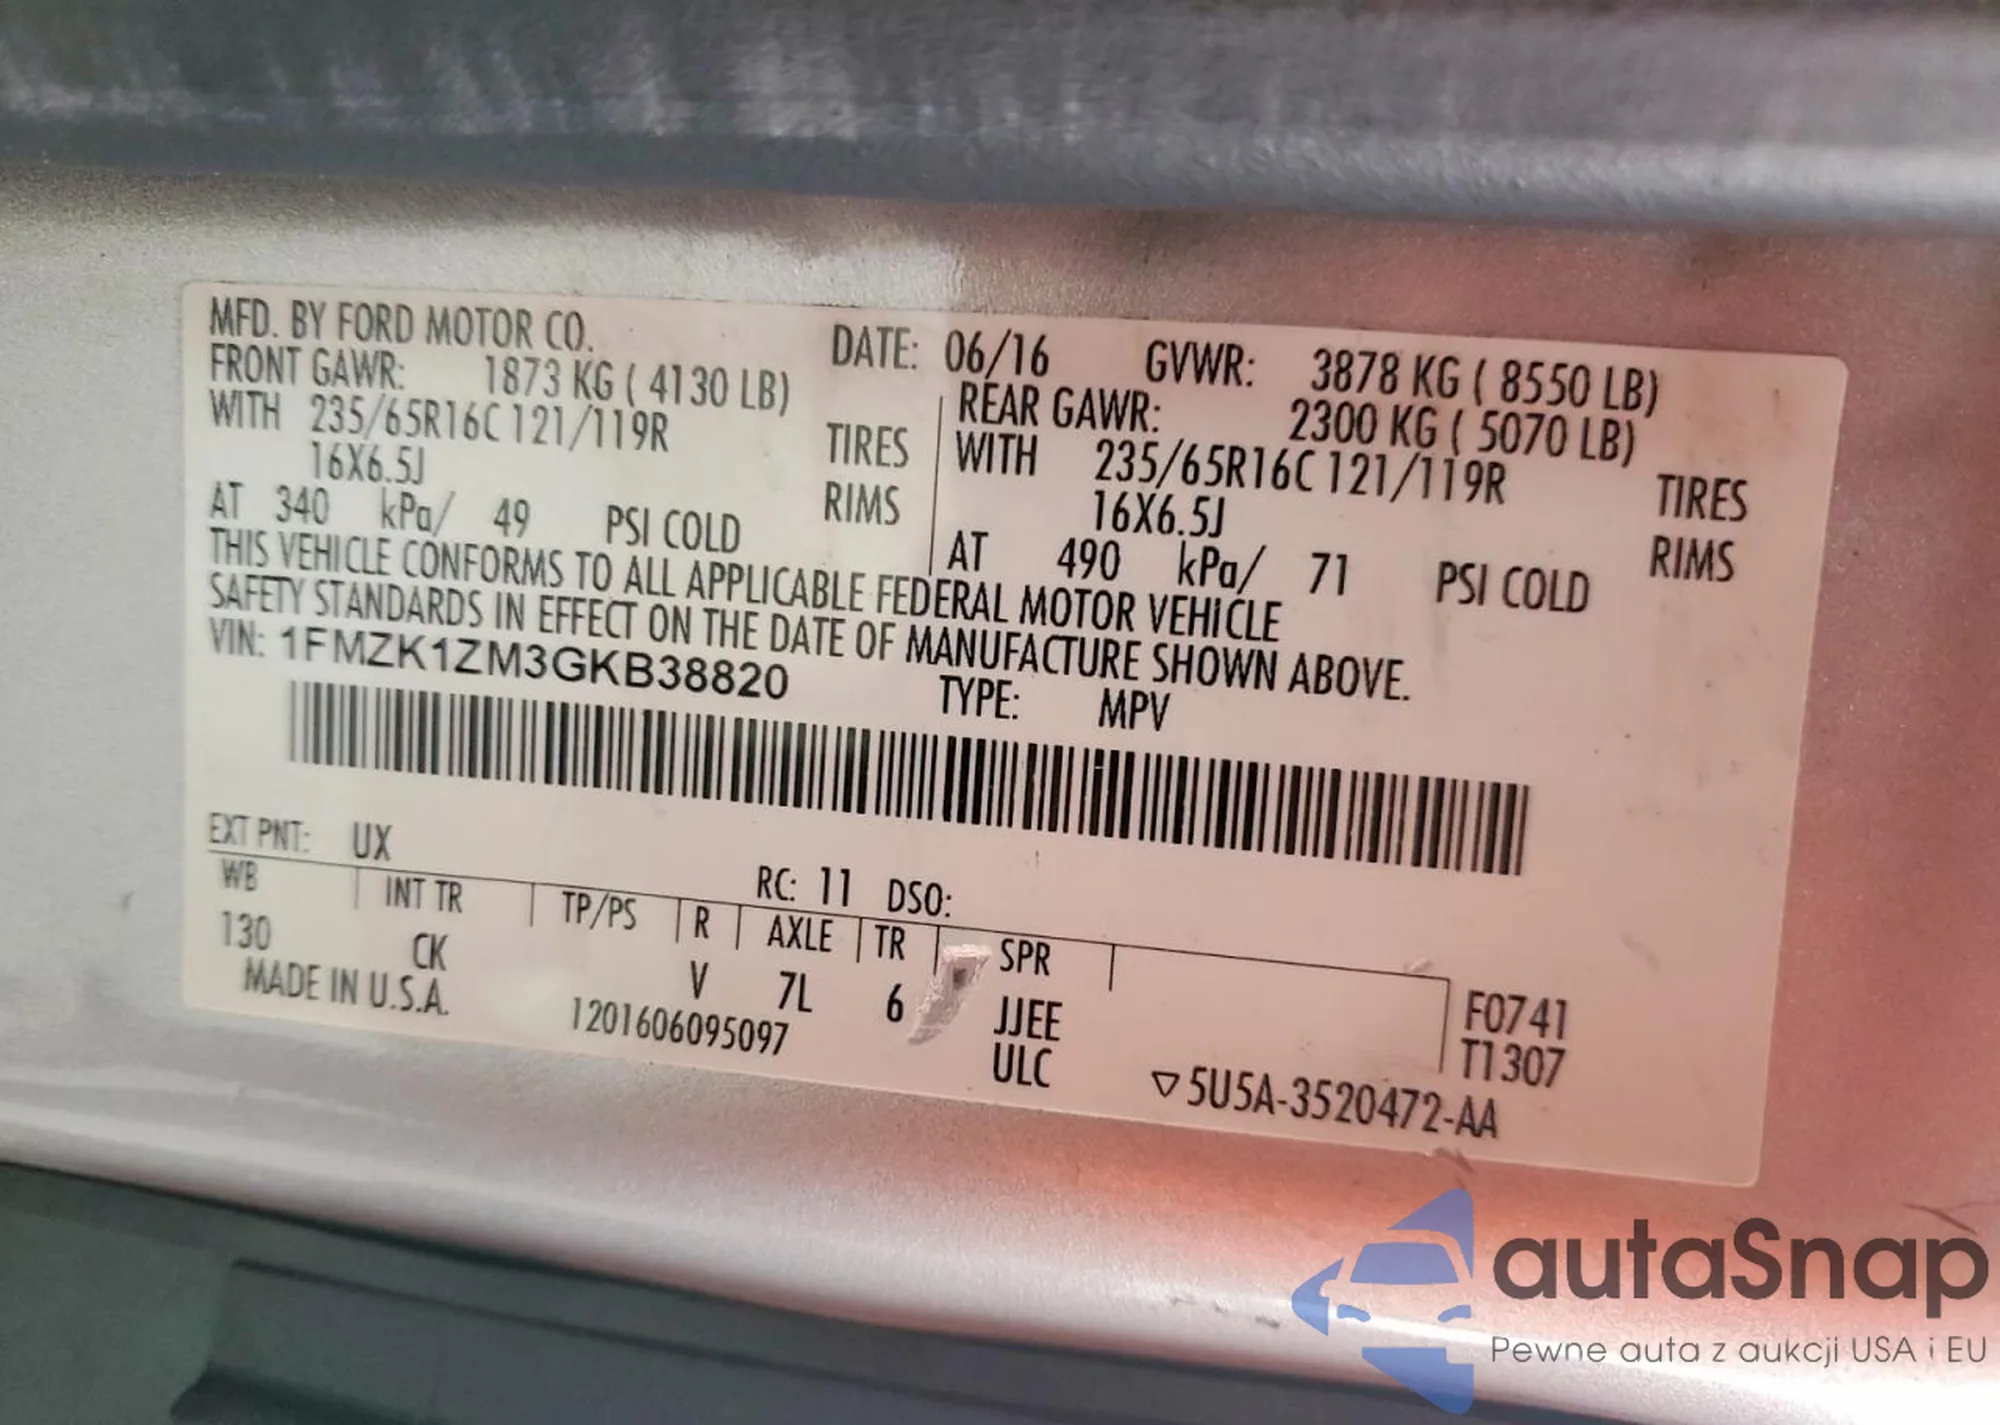 MFD. BY FORD MOTOR CO. DATE: 06/16 GVWR: 3878 KG ( 8550 LB)
FRONT GAWR: 1873 KG ( 4130 LB) REAR GAWR: 2300 KG ( 5070 LB)
WITH 235/65R16C 121/119R TIRES WITH 235/65R16C 121/119R TIRES
16X6.5J RIMS 16X6.5J RIMS
AT 340 kPa/ 49 PSI COLD AT 490 kPa/ 71 PSI COLD
THIS VEHICLE CONFORMS TO ALL APPLICABLE FEDERAL MOTOR VEHICLE
SAFETY STANDARDS IN EFFECT ON THE DATE OF MANUFACTURE SHOWN ABOVE.
VIN: 1FMZK1ZM3GKB38820 TYPE: MPV
EXT PNT: UX RC: 11 DSO:
WB INT TR TP/PS R AXLE TR SPR
130 CK V 7L 6 JJEE F0741
MADE IN U.S.A. 1201606095097 ULC T1307
▽5U5A-3520472-AA
autaSnap
Pewne auta z aukcji USA i EU